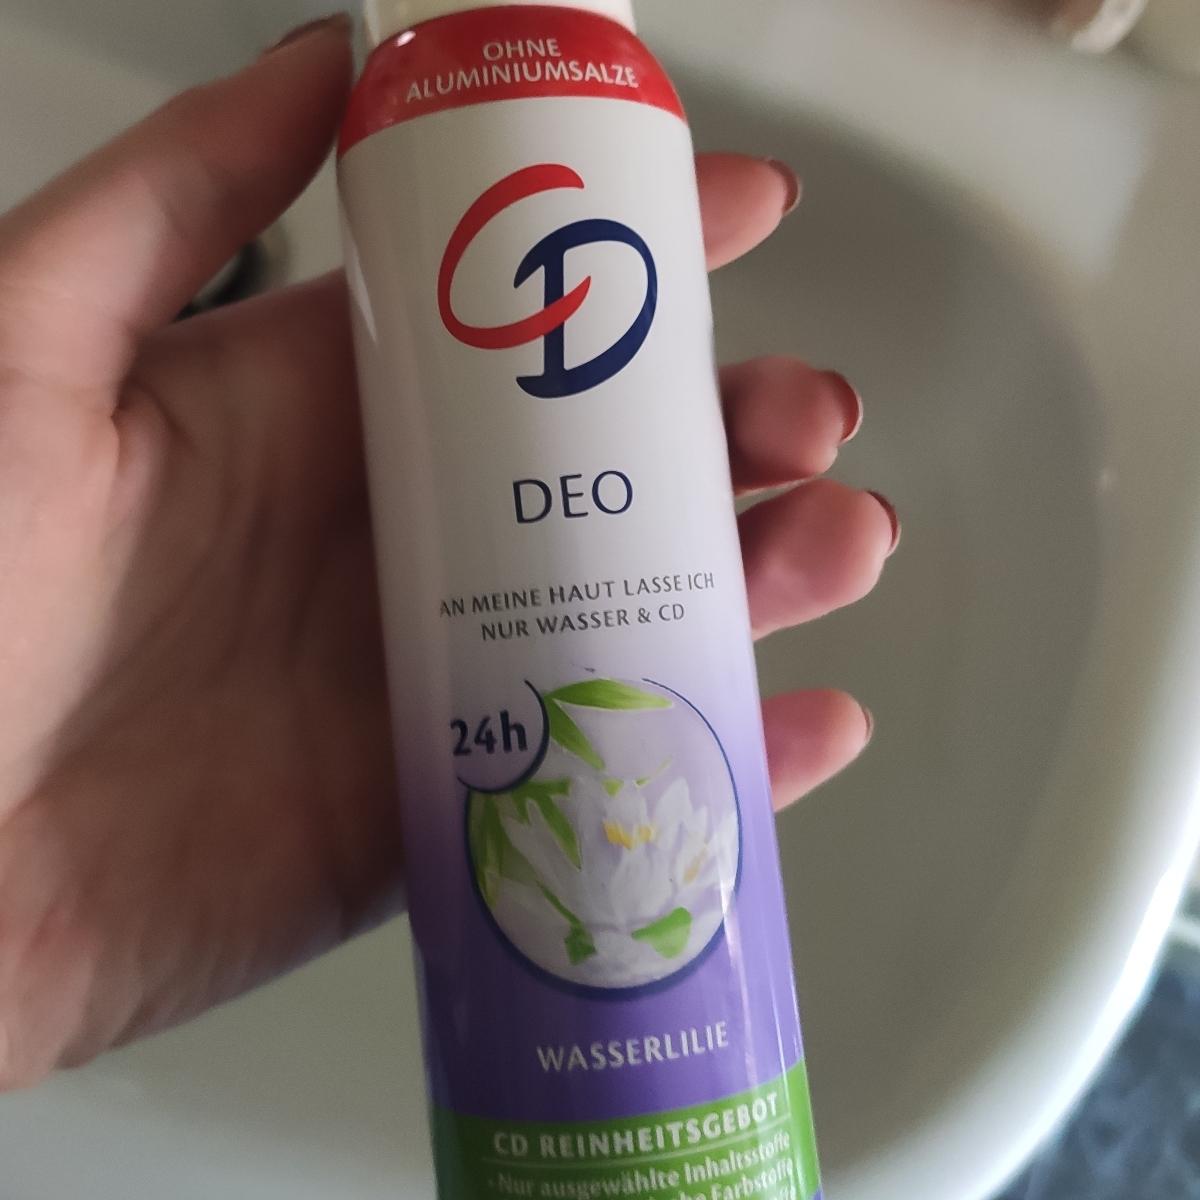 OHNE
ALUMINIUMSALZE
CD
DEO
AN MEINE HAUT LASSE ICH
NUR WASSER & CD
24h
WASSERLILIE
CD REINHEITSGEBOT
• Nur ausgewählte Inhaltsstoffe
Farbstoffe